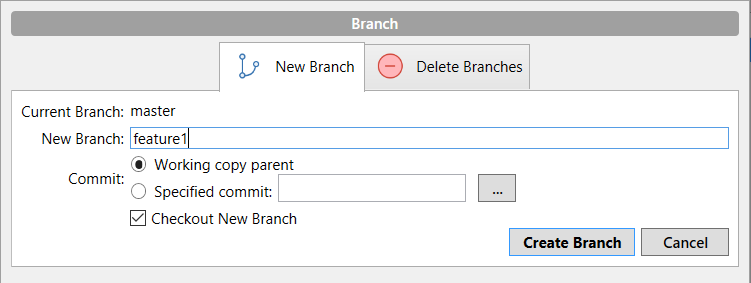 Branch
New Branch
Delete Branches
Current Branch: master
New Branch: feature1
Commit:
Working copy parent
Specified commit:
...
Checkout New Branch
Create Branch
Cancel